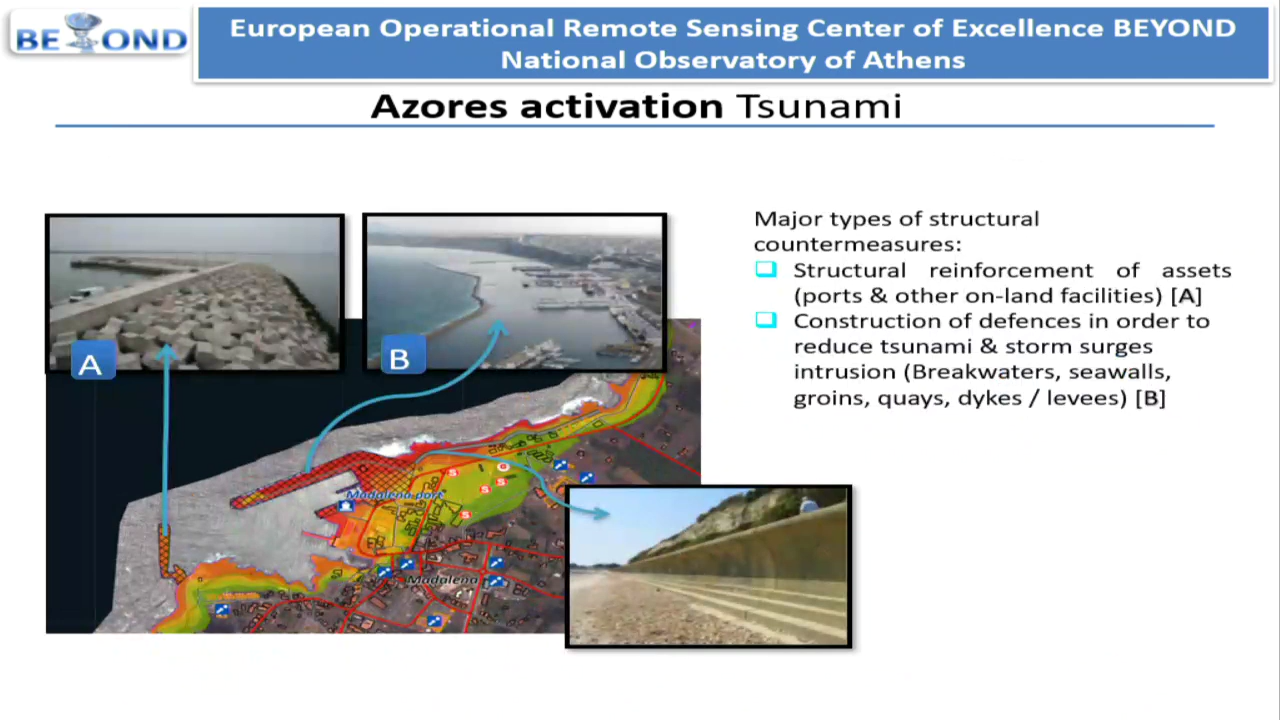 BEYOND
European Operational Remote Sensing Center of Excellence BEYOND
National Observatory of Athens
Azores activation Tsunami
A
B
Major types of structural
countermeasures:
Structural reinforcement of assets
(ports & other on-land facilities) [A]
Construction of defences in order to
reduce tsunami & storm surges
intrusion (Breakwaters, seawalls,
groins, quays, dykes / levees) [B]
Madalena port
Madalena